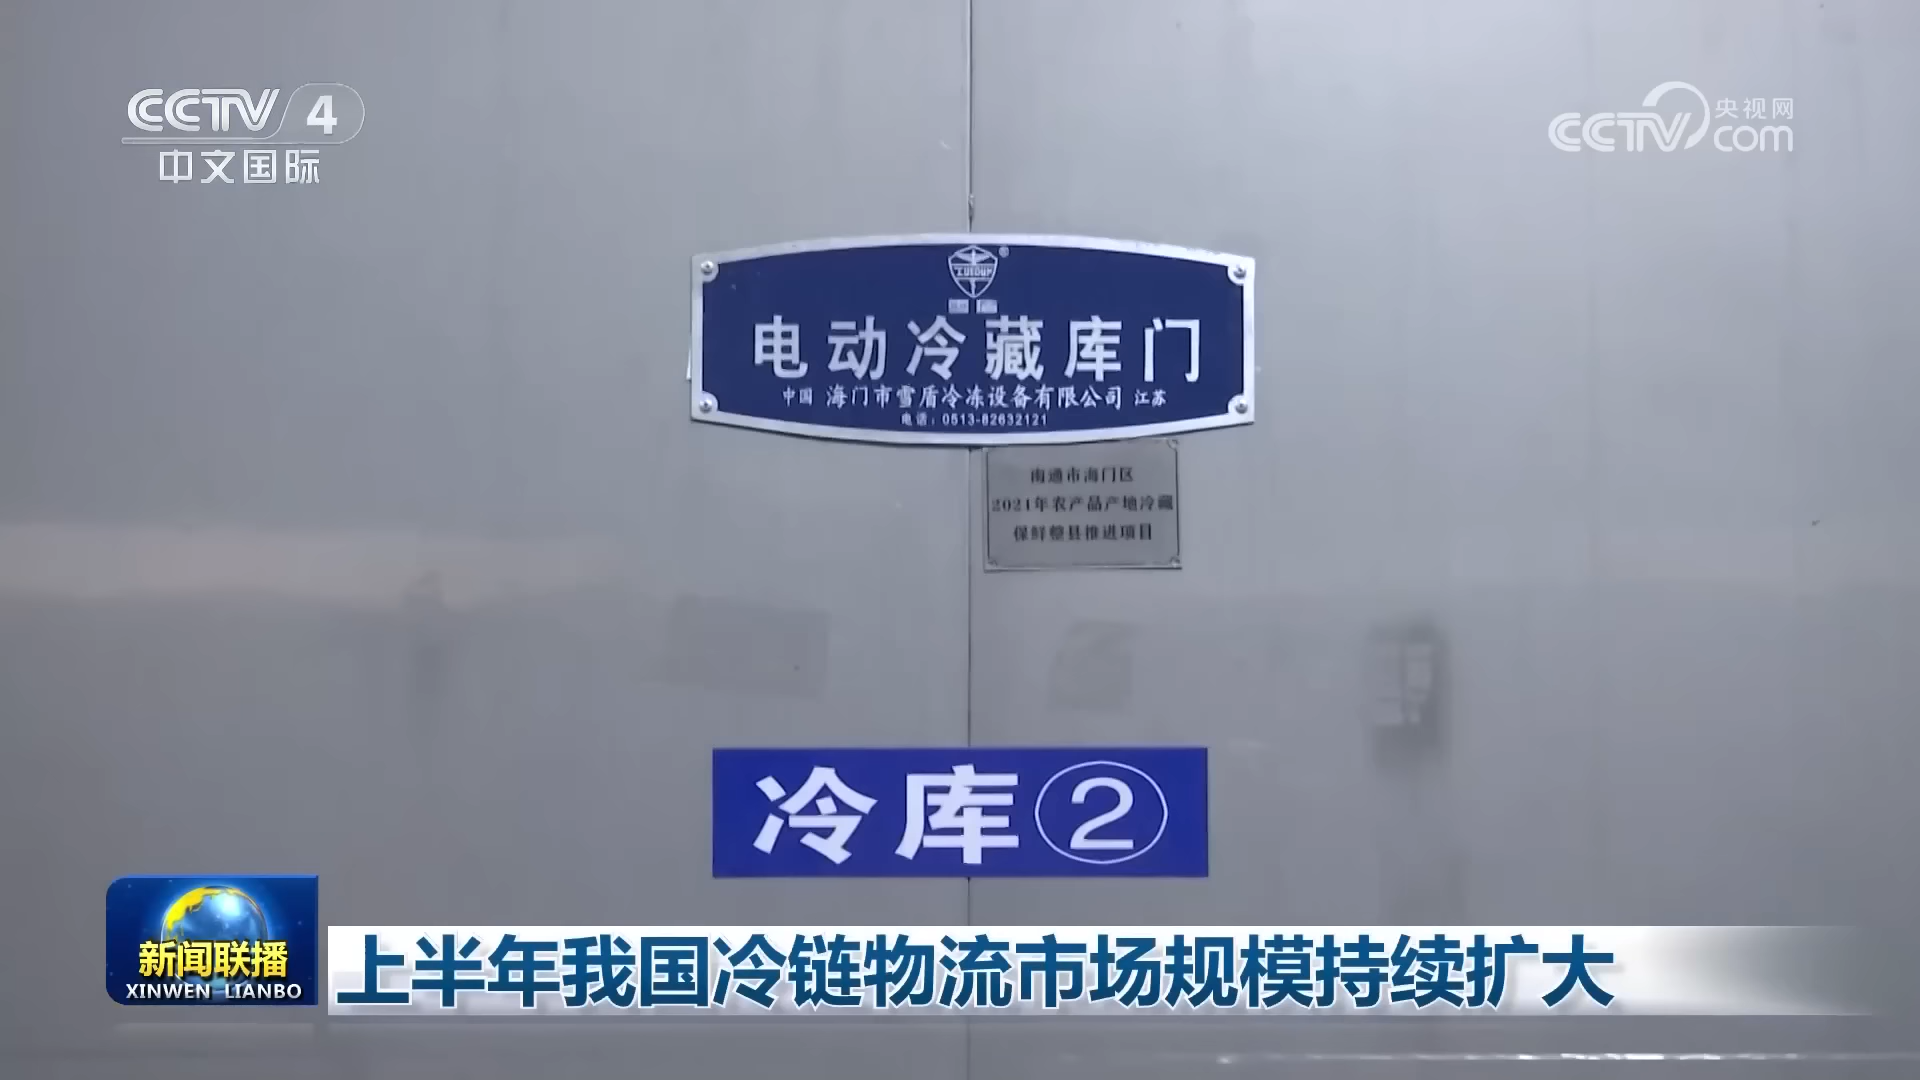 CCTV 4
中文国际
央视网
CCTV com
雪盾
电动冷藏库门
中国 海门市雪盾冷冻设备有限公司 江苏
电话：0513-82632121
南通市海门区
2021年农产品产地冷藏
保鲜整县推进项目
冷库②
新闻联播
XINWEN LIANBO
上半年我国冷链物流市场规模持续扩大